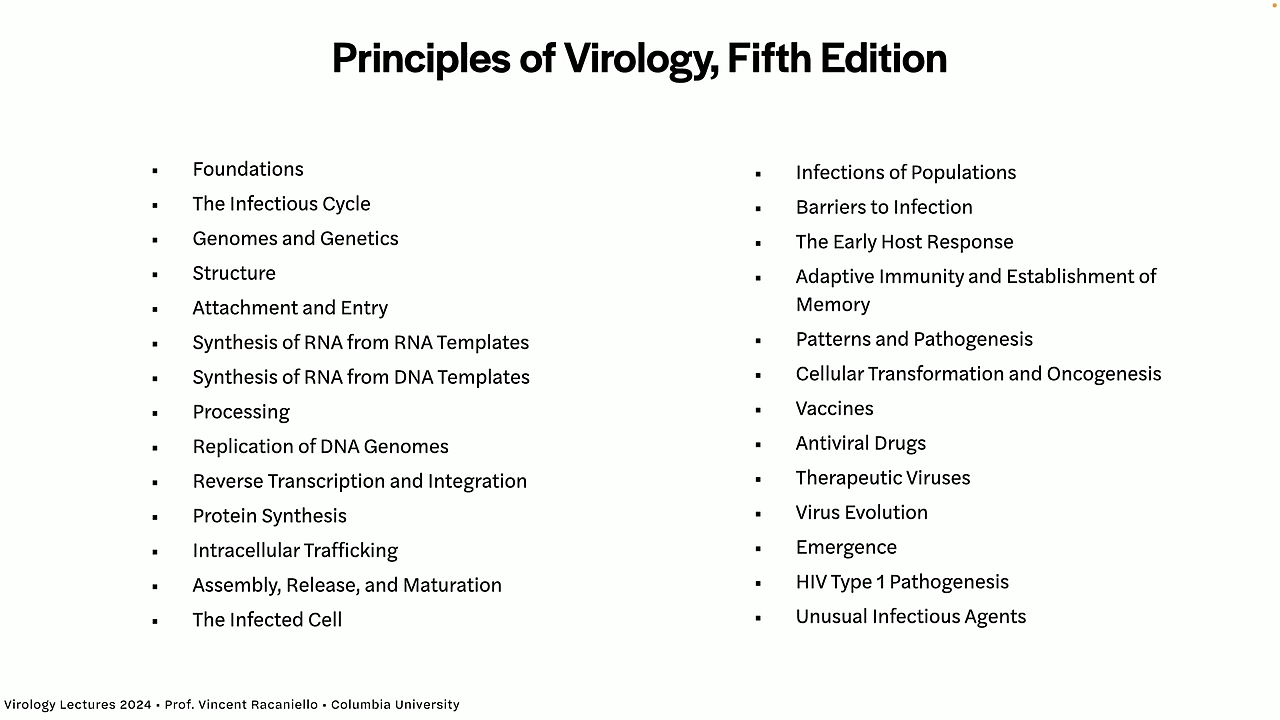 Principles of Virology, Fifth Edition
▪ Foundations
▪ The Infectious Cycle
▪ Genomes and Genetics
▪ Structure
▪ Attachment and Entry
▪ Synthesis of RNA from RNA Templates
▪ Synthesis of RNA from DNA Templates
▪ Processing
▪ Replication of DNA Genomes
▪ Reverse Transcription and Integration
▪ Protein Synthesis
▪ Intracellular Trafficking
▪ Assembly, Release, and Maturation
▪ The Infected Cell
▪ Infections of Populations
▪ Barriers to Infection
▪ The Early Host Response
▪ Adaptive Immunity and Establishment of
Memory
▪ Patterns and Pathogenesis
▪ Cellular Transformation and Oncogenesis
▪ Vaccines
▪ Antiviral Drugs
▪ Therapeutic Viruses
▪ Virus Evolution
▪ Emergence
▪ HIV Type 1 Pathogenesis
▪ Unusual Infectious Agents
Virology Lectures 2024 • Prof. Vincent Racaniello • Columbia University